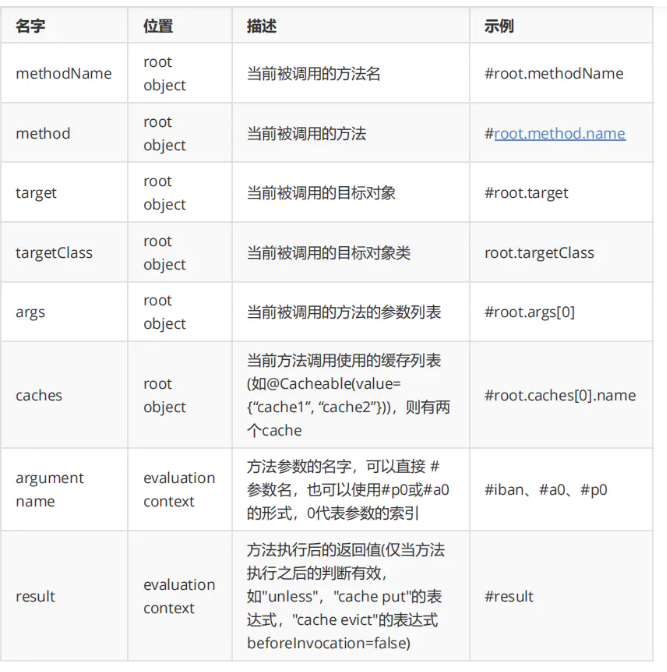 名字 位置 描述 示例
methodName root object 当前被调用的方法名 #root.methodName
method root object 当前被调用的方法 #root.method.name
target root object 当前被调用的目标对象 #root.target
targetClass root object 当前被调用的目标对象类 root.targetClass
args root object 当前被调用的方法的参数列表 #root.args[0]
caches root object 当前方法调用使用的缓存列表
(如@Cacheable(value=
{“cache1”, “cache2”})),则有两
个cache #root.caches[0].name
argument name evaluation context 方法参数的名字,可以直接 #
参数名,也可以使用#p0或#a0
的形式,0代表参数的索引 #iban、#a0、#p0
result evaluation context 方法执行后的返回值(仅当方法
执行之后的判断有效,
如"unless","cache put"的表
达式,"cache evict"的表达式
beforeInvocation=false) #result